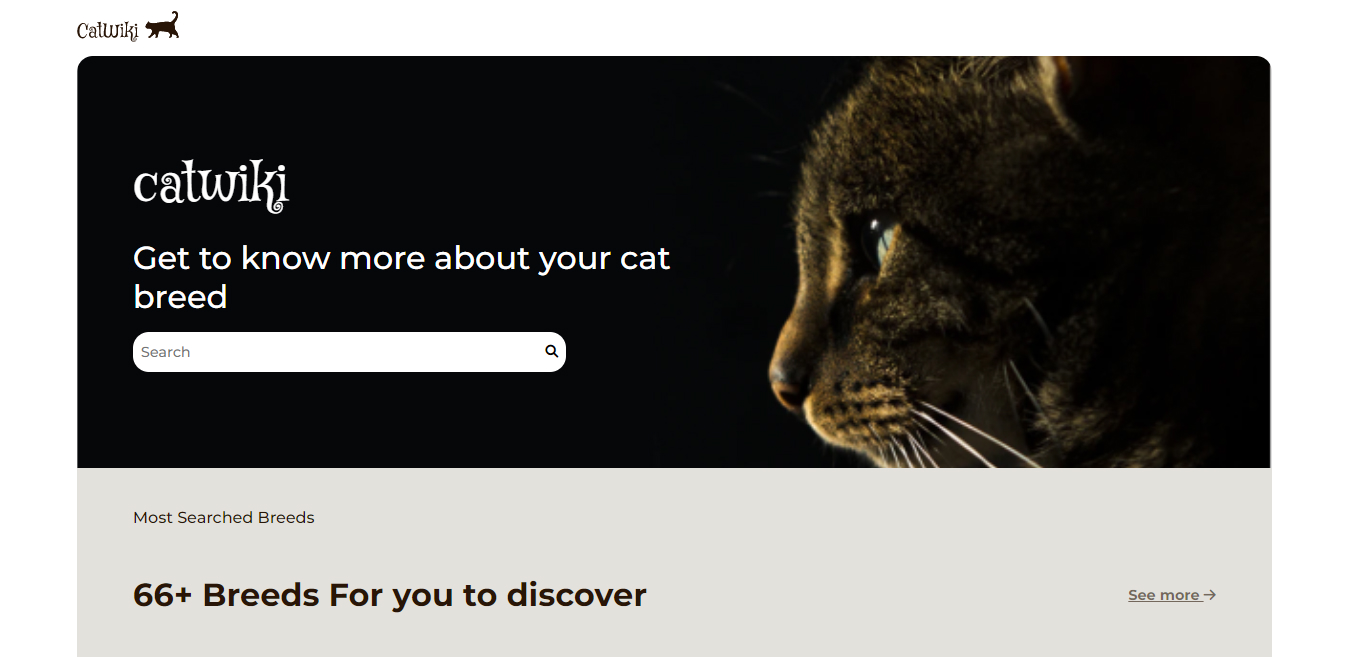 CatWiki
catwiki
Get to know more about your cat
breed
Search
Most Searched Breeds
66+ Breeds For you to discover
See more →